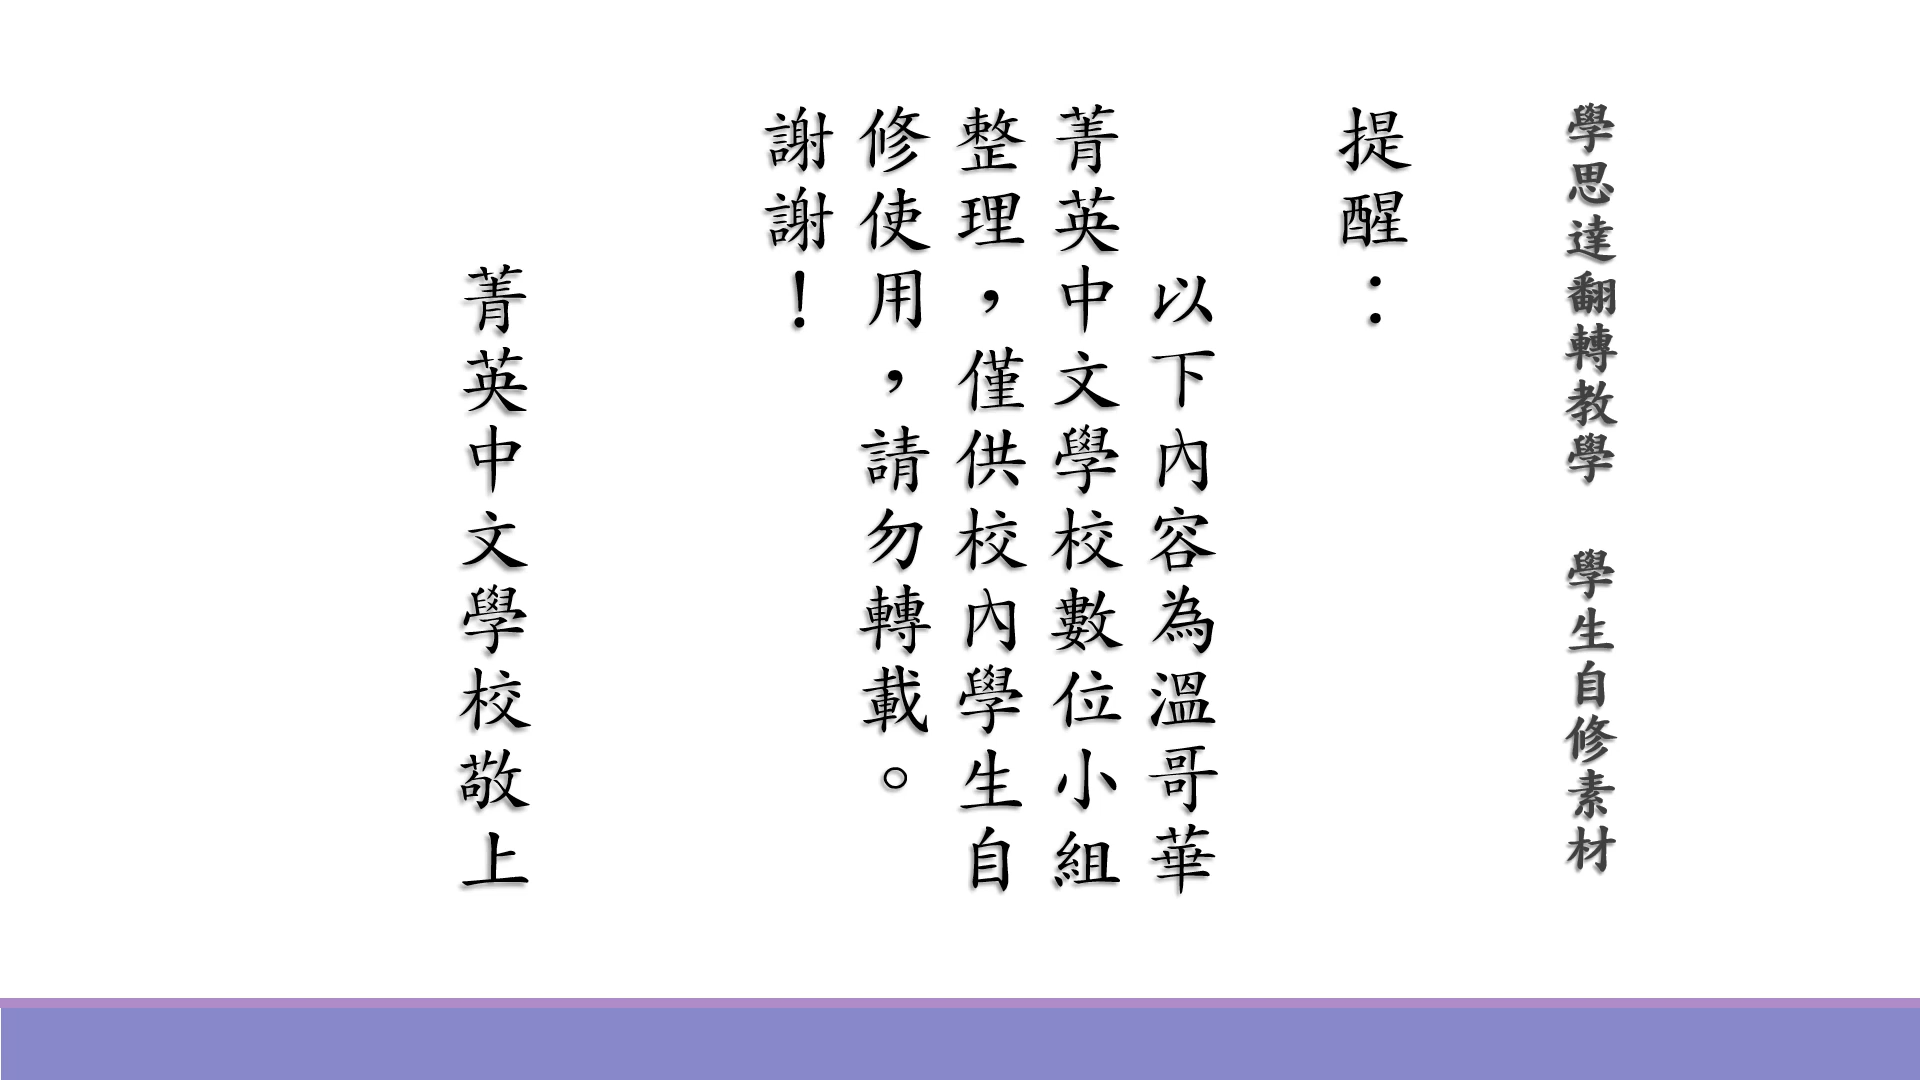 學思達翻轉教學　學生自修素材
提醒：
以下內容為溫哥華
菁英中文學校數位小組
整理，僅供校內學生自
修使用，請勿轉載。
謝謝！
菁英中文學校敬上